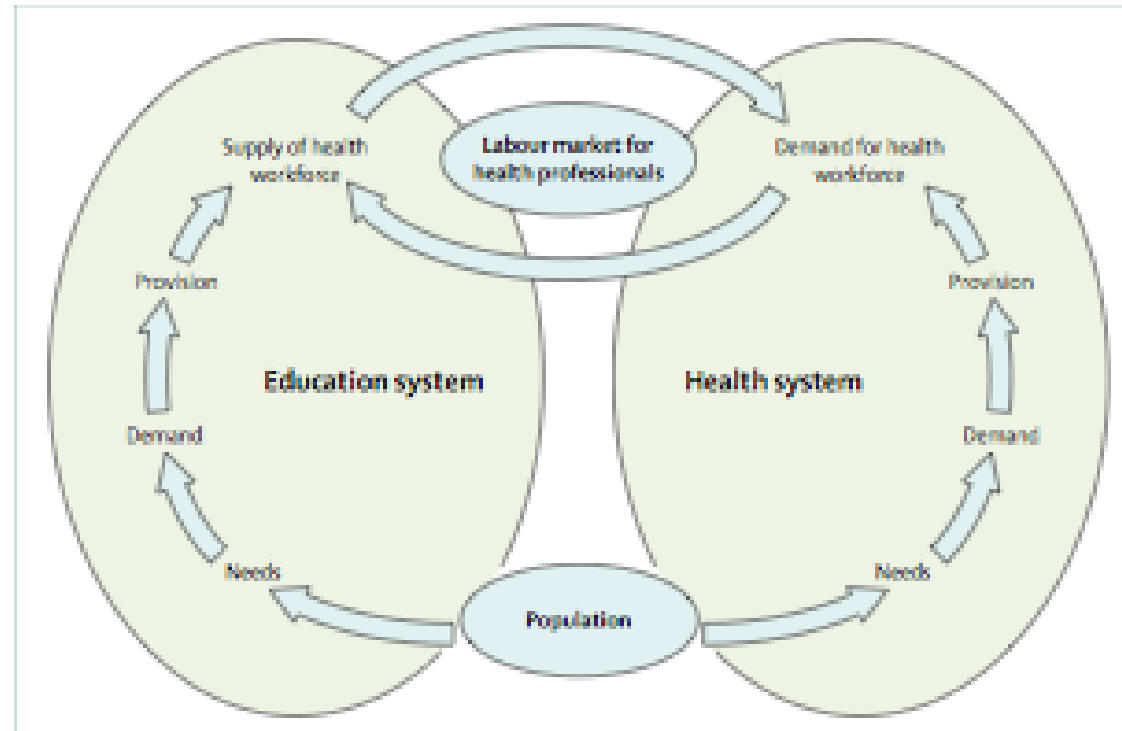 Supply of health
workforce
Labour market for
health professionals
Demand for health
workforce
Provision
Provision
Education system
Health system
Demand
Demand
Needs
Needs
Population